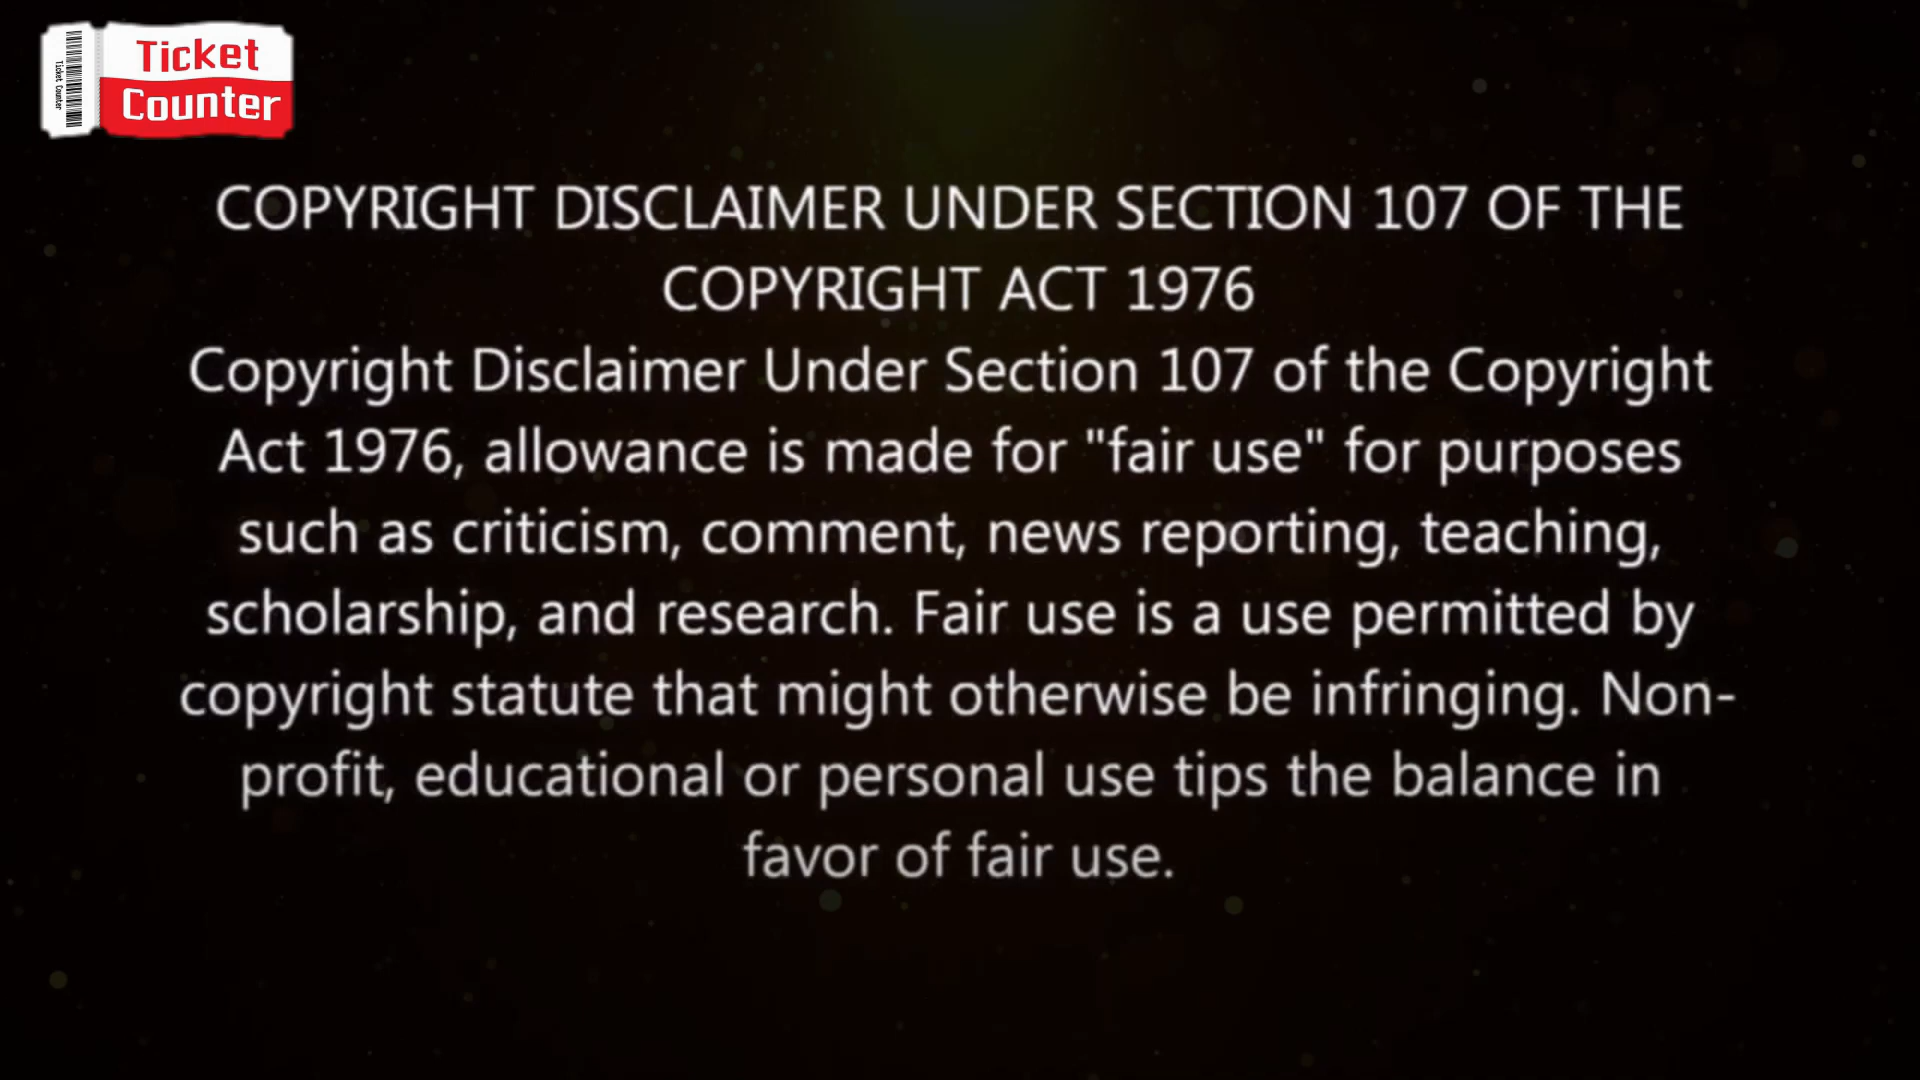 Ticket
Counter
Ticket Counter
COPYRIGHT DISCLAIMER UNDER SECTION 107 OF THE
COPYRIGHT ACT 1976
Copyright Disclaimer Under Section 107 of the Copyright
Act 1976, allowance is made for "fair use" for purposes
such as criticism, comment, news reporting, teaching,
scholarship, and research. Fair use is a use permitted by
copyright statute that might otherwise be infringing. Non-
profit, educational or personal use tips the balance in
favor of fair use.